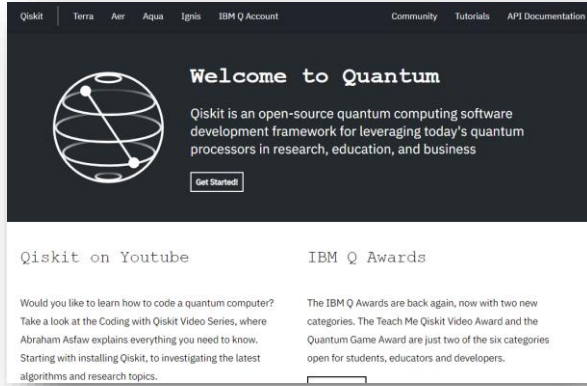 Qiskit Terra Aer Aqua Ignis IBM Q Account Community Tutorials API Documentation
Welcome to Quantum
Qiskit is an open-source quantum computing software
development framework for leveraging today's quantum
processors in research, education, and business
Get Started!
Qiskit on Youtube
Would you like to learn how to code a quantum computer?
Take a look at the Coding with Qiskit Video Series, where
Abraham Asfaw explains everything you need to know.
Starting with installing Qiskit, to investigating the latest
algorithms and research topics.
IBM Q Awards
The IBM Q Awards are back again, now with two new
categories. The Teach Me Qiskit Video Award and the
Quantum Game Award are just two of the six categories
open for students, educators and developers.